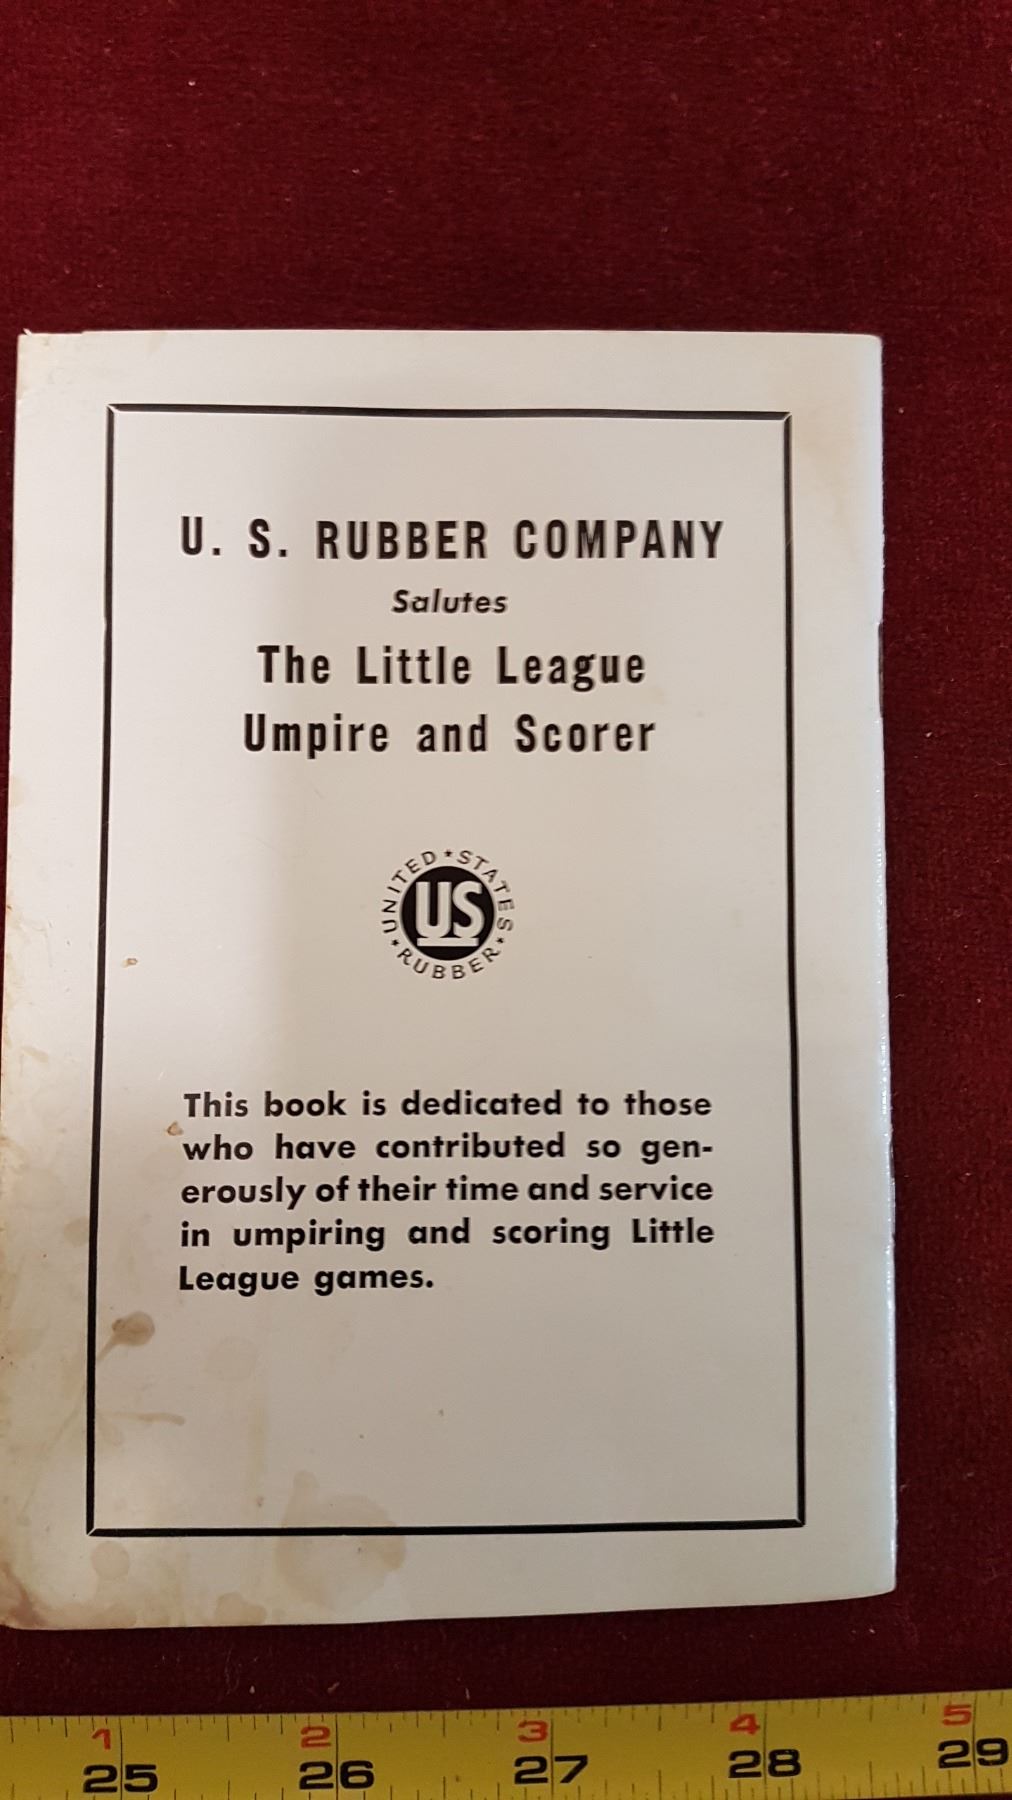 U. S. RUBBER COMPANY
Salutes
The Little League
Umpire and Scorer
UNITED ★ STATES ★ RUBBER ★
US
This book is dedicated to those
who have contributed so gen-
erously of their time and service
in umpiring and scoring Little
League games.
1 2 3 4 5
25 26 27 28 29